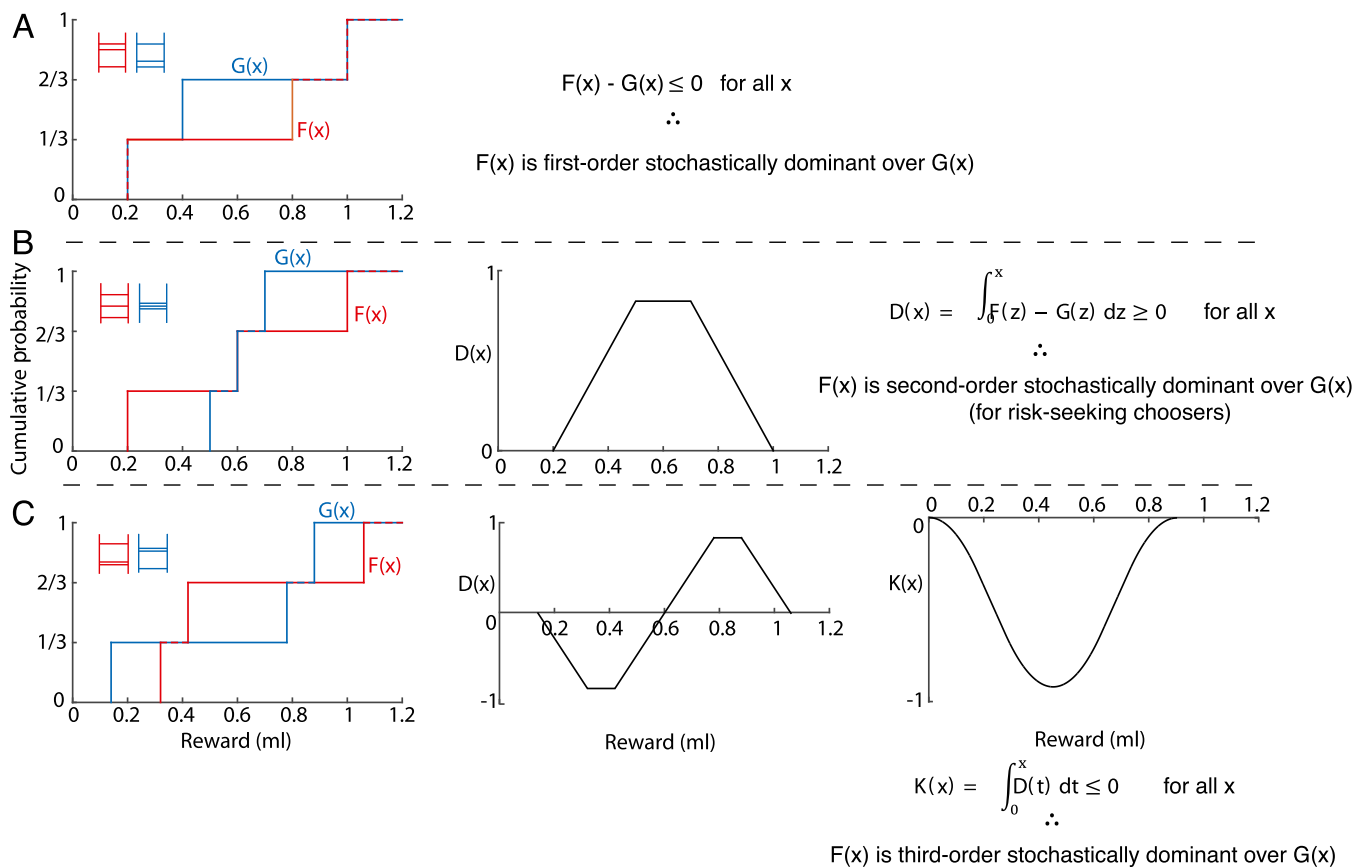 A
1
2/3
1/3
0
G(x)
F(x)
0 0.2 0.4 0.6 0.8 1 1.2
F(x) - G(x) ≤ 0 for all x
∴
F(x) is first-order stochastically dominant over G(x)
B
Cumulative probability
1
2/3
1/3
0
G(x)
F(x)
0 0.2 0.4 0.6 0.8 1 1.2
1
D(x)
0
0 0.2 0.4 0.6 0.8 1 1.2
D(x) = ∫₀ˣ F(z) − G(z) dz ≥ 0 for all x
∴
F(x) is second-order stochastically dominant over G(x)
(for risk-seeking choosers)
C
1
2/3
1/3
0
G(x)
F(x)
0 0.2 0.4 0.6 0.8 1 1.2
Reward (ml)
1
D(x)
0
-1
0.2 0.4 0.6 0.8 1 1.2
Reward (ml)
0 0.2 0.4 0.6 0.8 1 1.2
0
K(x)
-1
Reward (ml)
K(x) = ∫₀ˣ D(t) dt ≤ 0 for all x
∴
F(x) is third-order stochastically dominant over G(x)